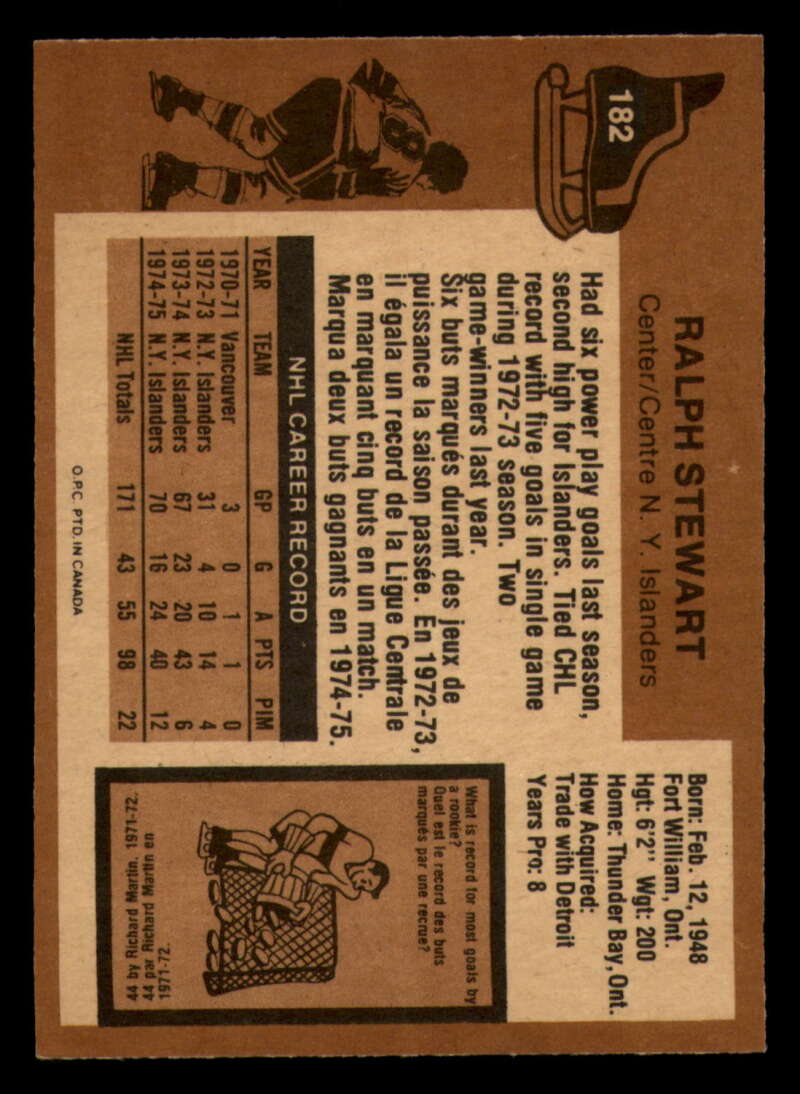 182
8
RALPH STEWART
Center/Centre N. Y. Islanders
Born: Feb. 12, 1948
Fort William, Ont.
Hgt: 6'2" Wgt: 200
Home: Thunder Bay, Ont.
How Acquired:
Trade with Detroit
Years Pro: 8
Had six power play goals last season,
second high for Islanders. Tied CHL
record with five goals in single game
during 1972-73 season. Two
game-winners last year.
Six buts marqués durant des jeux de
puissance la saison passée. En 1972-73,
il égala un record de la Ligue Centrale
en marquant cinq buts en un match.
Marqua deux buts gagnants en 1974-75.
NHL CAREER RECORD
YEAR TEAM GP G A PTS PIM
1970-71 Vancouver 3 0 1 1 0
1972-73 N.Y. Islanders 31 4 10 14 4
1973-74 N.Y. Islanders 67 23 20 43 6
1974-75 N.Y. Islanders 70 16 24 40 12
NHL Totals 171 43 55 98 22
What is record for most goals by
a rookie?
Quel est le record des buts
marqués par une recrue?
44 by Richard Martin, 1971-72.
44 par Richard Martin en
1971-72.
O.P.C. PTD. IN CANADA